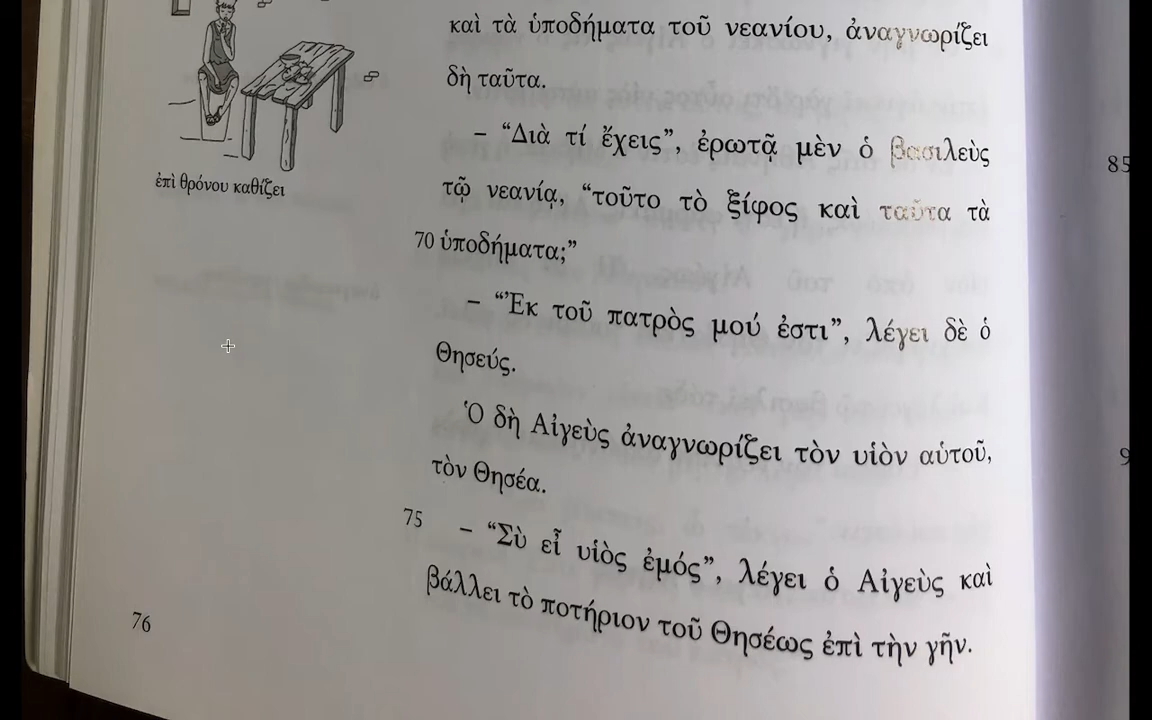 καὶ τὰ ὑποδήματα τοῦ νεανίου, ἀναγνωρίζει
δὴ ταῦτα.
– “Διὰ τί ἔχεις”, ἐρωτᾷ μὲν ὁ βασιλεὺς
τῷ νεανίᾳ, “τοῦτο τὸ ξίφος καὶ ταῦτα τὰ
70 ὑποδήματα;”
– “Ἐκ τοῦ πατρὸς μού ἐστι”, λέγει δὲ ὁ
Θησεύς.
Ὁ δὴ Αἰγεὺς ἀναγνωρίζει τὸν υἱὸν αὑτοῦ,
τὸν Θησέα.
75 – “Σὺ εἶ υἱὸς ἐμός”, λέγει ὁ Αἰγεὺς καὶ
βάλλει τὸ ποτήριον τοῦ Θησέως ἐπὶ τὴν γῆν.
ἐπὶ θρόνου καθίζει
76
85